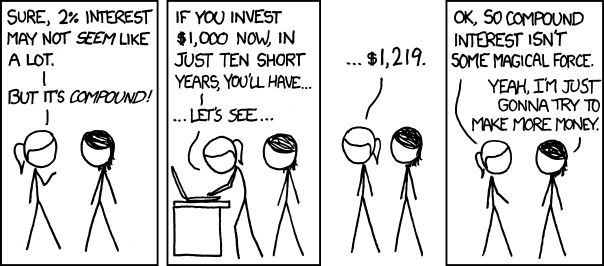 SURE, 2% INTEREST
MAY NOT SEEM LIKE
A LOT.
BUT IT'S COMPOUND!
IF YOU INVEST
$1,000 NOW, IN
JUST TEN SHORT
YEARS, YOU'LL HAVE...
...LET'S SEE...
...$1,219.
OK, SO COMPOUND
INTEREST ISN'T
SOME MAGICAL FORCE.
YEAH, I'M JUST
GONNA TRY TO
MAKE MORE MONEY.